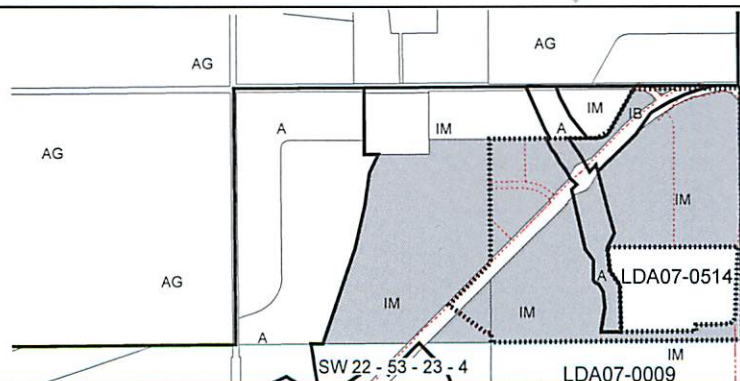 AG
AG
AG
AG
A
IM
A
IM
IB
IM
IM
IM
A
LDA07-0514
A
IM
SW 22 - 53 - 23 - 4
LDA07-0009